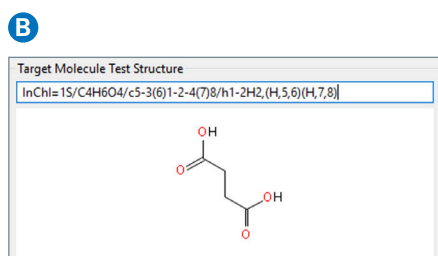 B
Target Molecule Test Structure
InChI=1S/C4H6O4/c5-3(6)1-2-4(7)8/h1-2H2,(H,5,6)(H,7,8)
OH
O
OH
O